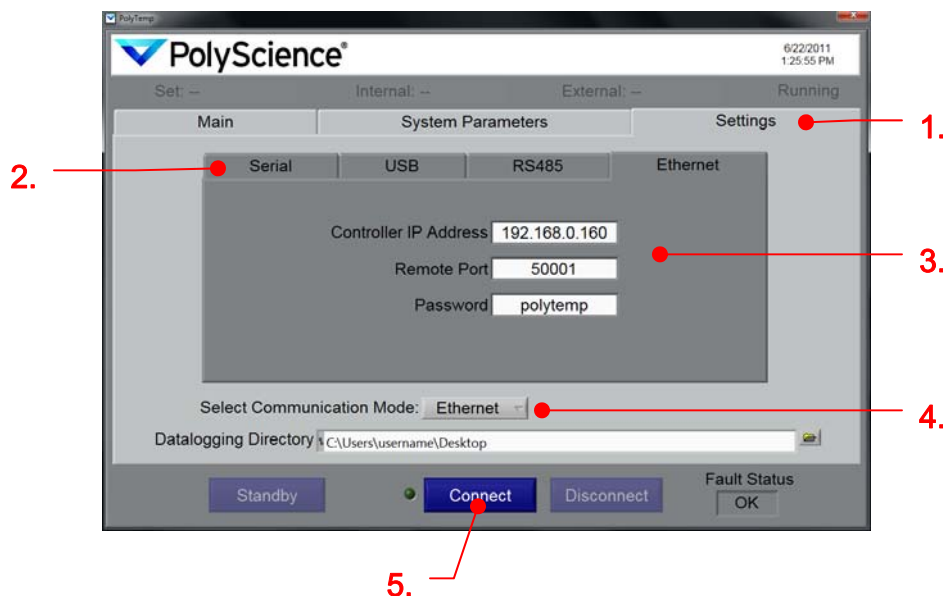 PolyTemp
PolyScience®
6/22/2011
1:25:55 PM
Set: -- Internal: -- External: -- Running
Main System Parameters Settings
1.
2.
Serial USB RS485 Ethernet
Controller IP Address 192.168.0.160
3.
Remote Port 50001
Password polytemp
Select Communication Mode: Ethernet
4.
Datalogging Directory C:\Users\username\Desktop
Standby Connect Disconnect
Fault Status
OK
5.